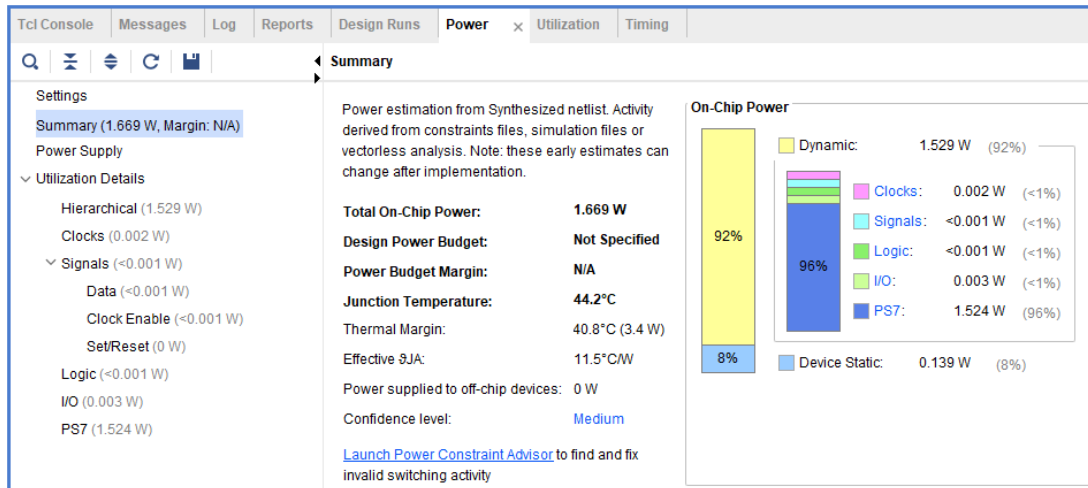 Tcl Console Messages Log Reports Design Runs Power × Utilization Timing
Summary
Settings
Summary (1.669 W, Margin: N/A)
Power Supply
Utilization Details
Hierarchical (1.529 W)
Clocks (0.002 W)
Signals (<0.001 W)
Data (<0.001 W)
Clock Enable (<0.001 W)
Set/Reset (0 W)
Logic (<0.001 W)
I/O (0.003 W)
PS7 (1.524 W)
Power estimation from Synthesized netlist. Activity
derived from constraints files, simulation files or
vectorless analysis. Note: these early estimates can
change after implementation.
Total On-Chip Power: 1.669 W
Design Power Budget: Not Specified
Power Budget Margin: N/A
Junction Temperature: 44.2°C
Thermal Margin: 40.8°C (3.4 W)
Effective ϑJA: 11.5°C/W
Power supplied to off-chip devices: 0 W
Confidence level: Medium
Launch Power Constraint Advisor to find and fix
invalid switching activity
On-Chip Power
92%
8%
Dynamic: 1.529 W (92%)
96%
Clocks: 0.002 W (<1%)
Signals: <0.001 W (<1%)
Logic: <0.001 W (<1%)
I/O: 0.003 W (<1%)
PS7: 1.524 W (96%)
Device Static: 0.139 W (8%)